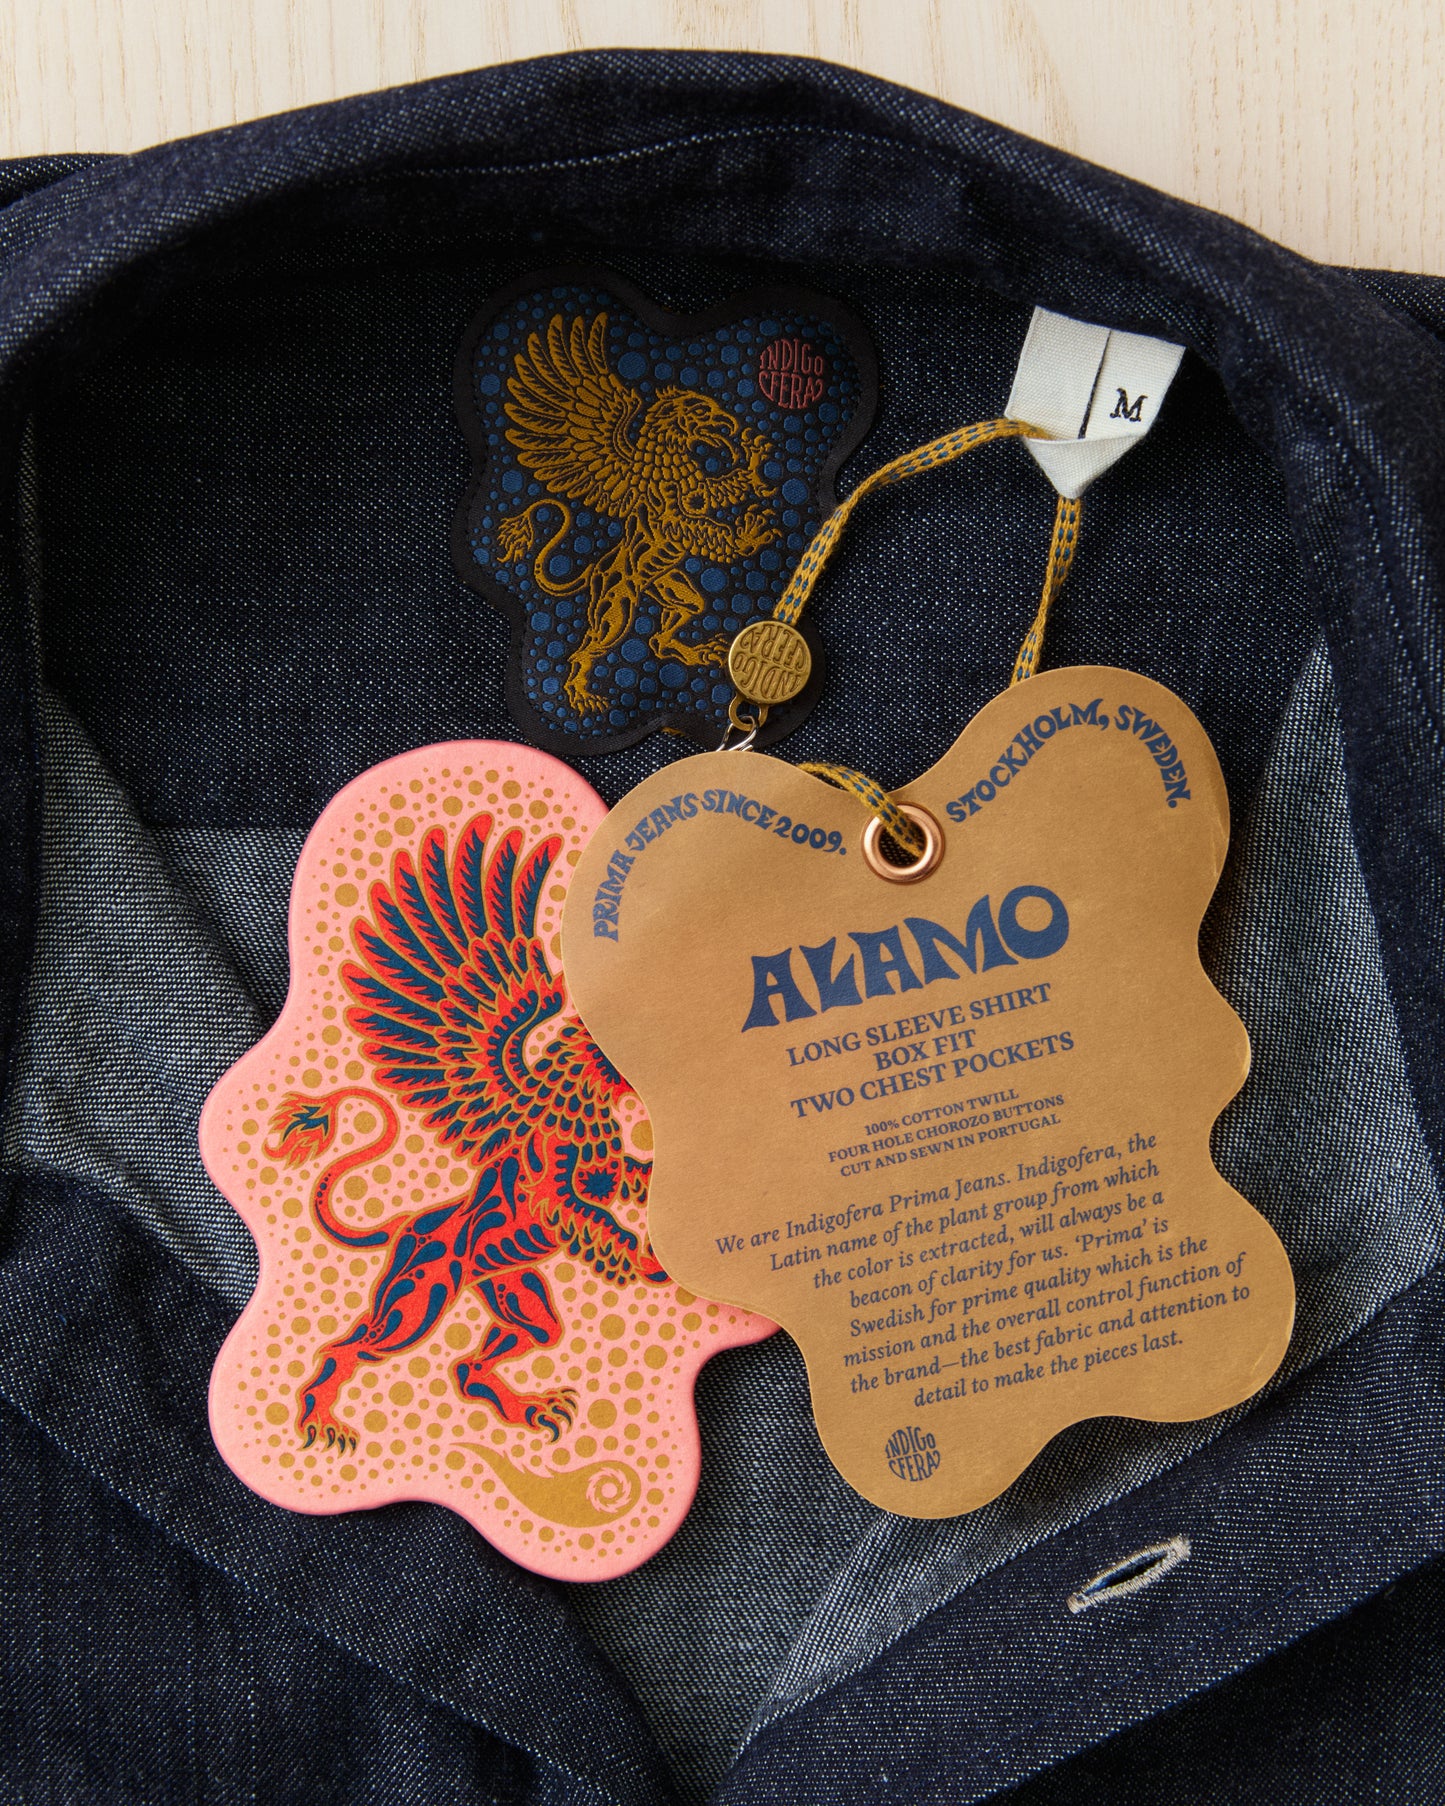 INDIGO
FERA
M
INDIGO
FERA
PRIMA JEANS SINCE 2009.
STOCKHOLM, SWEDEN.
ALAMO
LONG SLEEVE SHIRT
BOX FIT
TWO CHEST POCKETS
100% COTTON TWILL
FOUR HOLE CHOROZO BUTTONS
CUT AND SEWN IN PORTUGAL
We are Indigofera Prima Jeans. Indigofera, the
Latin name of the plant group from which
the color is extracted, will always be a
beacon of clarity for us. ‘Prima’ is
Swedish for prime quality which is the
mission and the overall control function of
the brand—the best fabric and attention to
detail to make the pieces last.
INDIGO
FERA